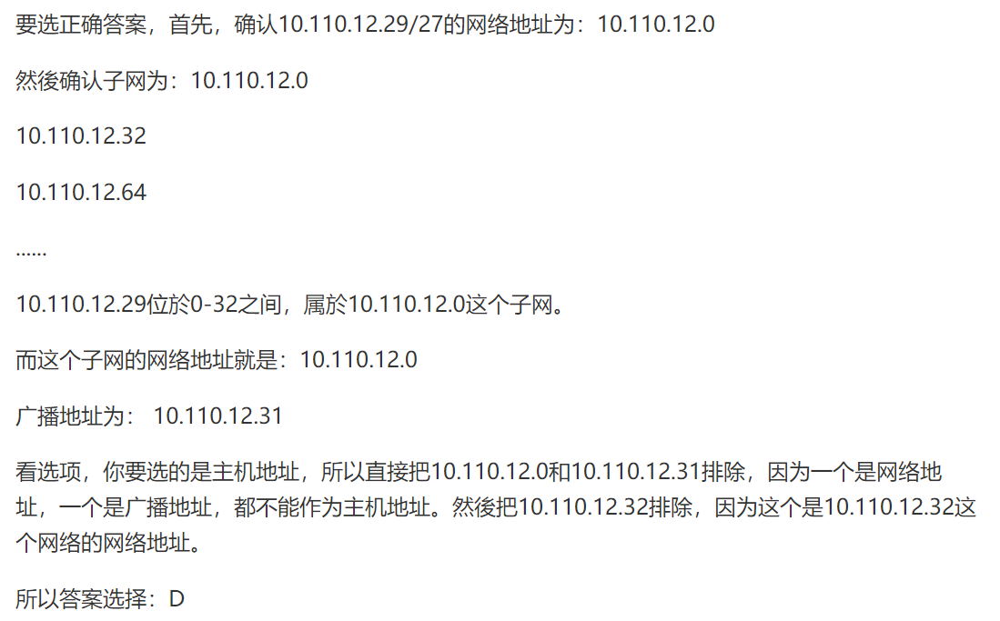 要选正确答案，首先，确认10.110.12.29/27的网络地址为：10.110.12.0
然後确认子网为：10.110.12.0
10.110.12.32
10.110.12.64
......
10.110.12.29位於0-32之间，属於10.110.12.0这个子网。
而这个子网的网络地址就是：10.110.12.0
广播地址为： 10.110.12.31
看选项，你要选的是主机地址，所以直接把10.110.12.0和10.110.12.31排除，因为一个是网络地
址，一个是广播地址，都不能作为主机地址。然後把10.110.12.32排除，因为这个是10.110.12.32这
个网络的网络地址。
所以答案选择：D